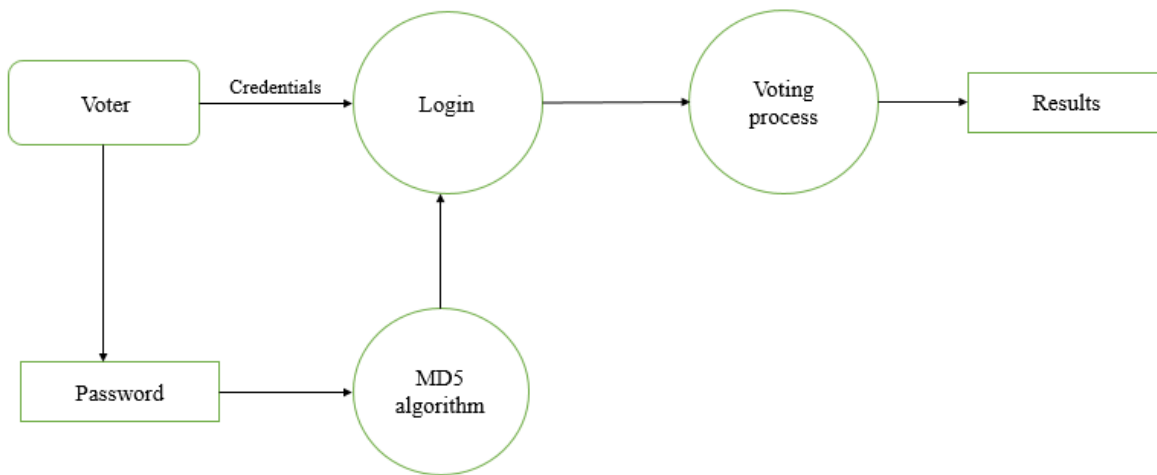 Voter
Credentials
Login
Voting
process
Results
Password
MD5
algorithm